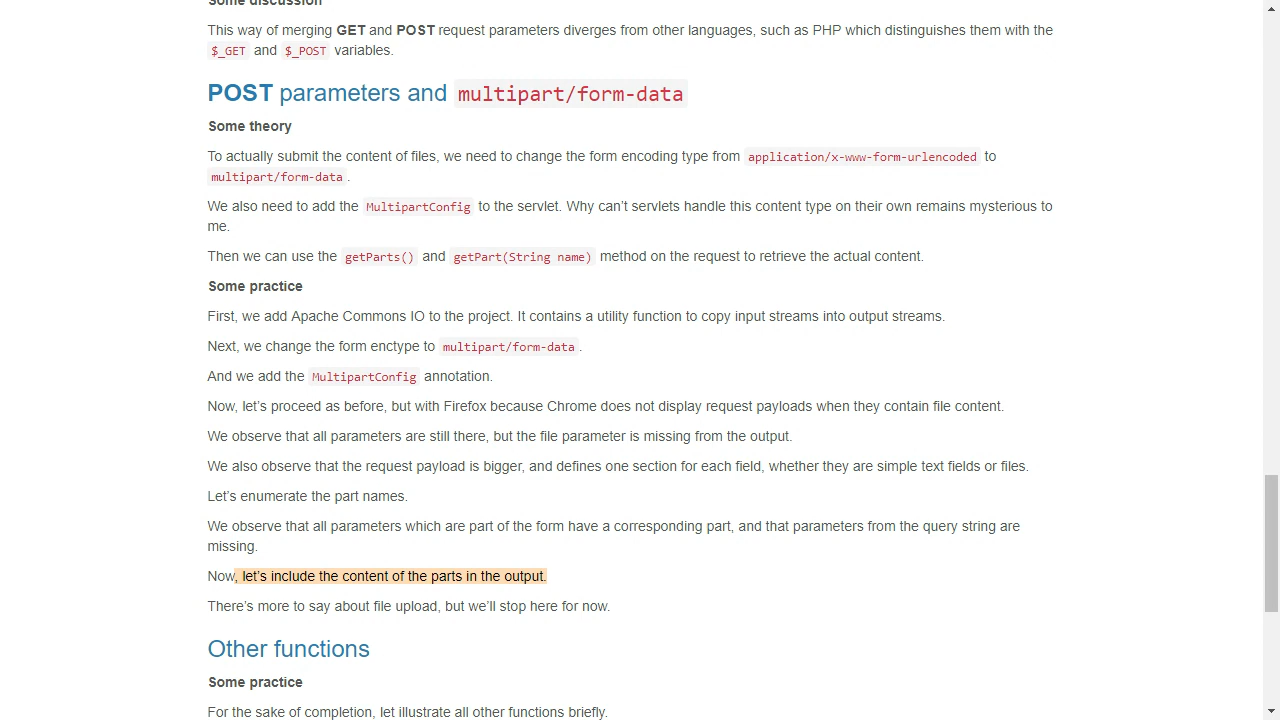 Some discussion
This way of merging GET and POST request parameters diverges from other languages, such as PHP which distinguishes them with the
$_GET and $_POST variables.
POST parameters and multipart/form-data
Some theory
To actually submit the content of files, we need to change the form encoding type from application/x-www-form-urlencoded to
multipart/form-data.
We also need to add the MultipartConfig to the servlet. Why can’t servlets handle this content type on their own remains mysterious to
me.
Then we can use the getParts() and getPart(String name) method on the request to retrieve the actual content.
Some practice
First, we add Apache Commons IO to the project. It contains a utility function to copy input streams into output streams.
Next, we change the form enctype to multipart/form-data.
And we add the MultipartConfig annotation.
Now, let’s proceed as before, but with Firefox because Chrome does not display request payloads when they contain file content.
We observe that all parameters are still there, but the file parameter is missing from the output.
We also observe that the request payload is bigger, and defines one section for each field, whether they are simple text fields or files.
Let’s enumerate the part names.
We observe that all parameters which are part of the form have a corresponding part, and that parameters from the query string are
missing.
Now, let’s include the content of the parts in the output.
There’s more to say about file upload, but we’ll stop here for now.
Other functions
Some practice
For the sake of completion, let illustrate all other functions briefly.